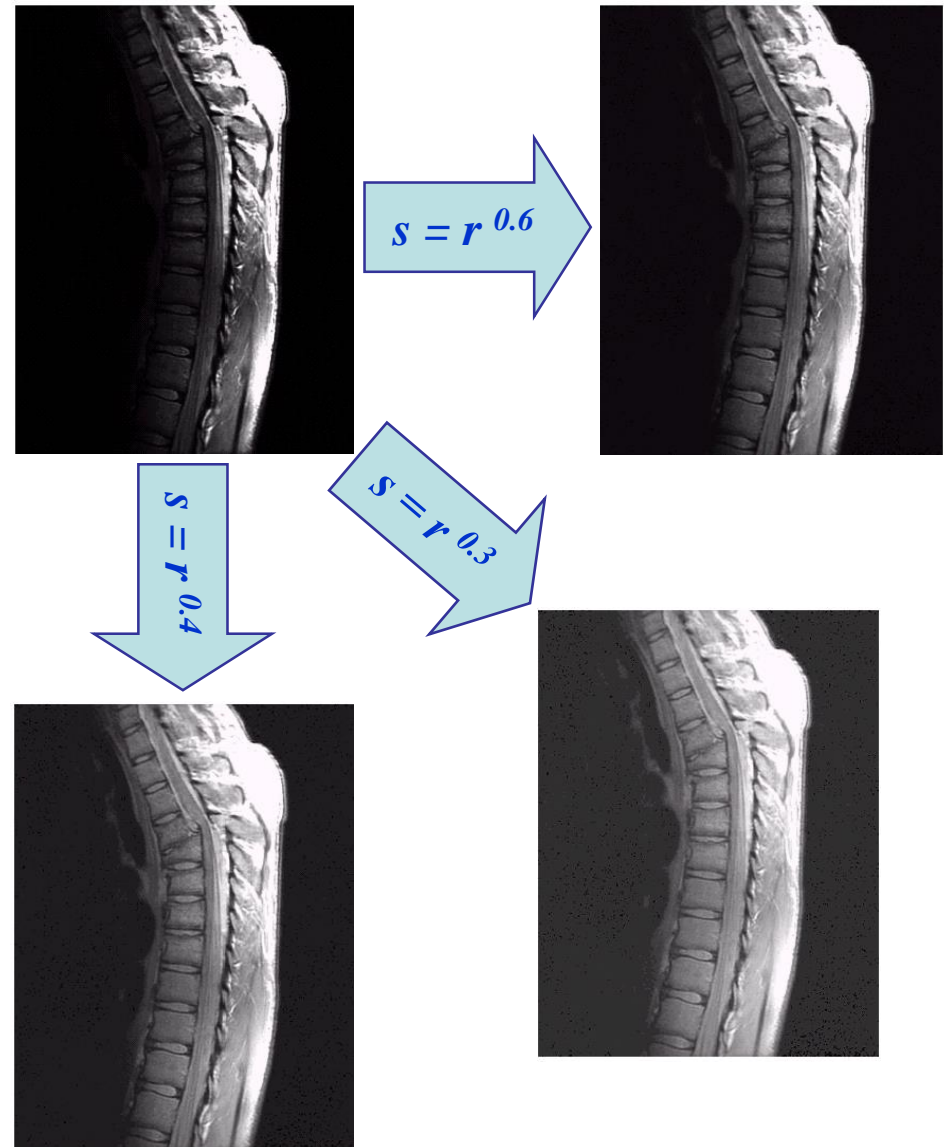 s = r 0.6
s = r 0.3
s = r 0.4